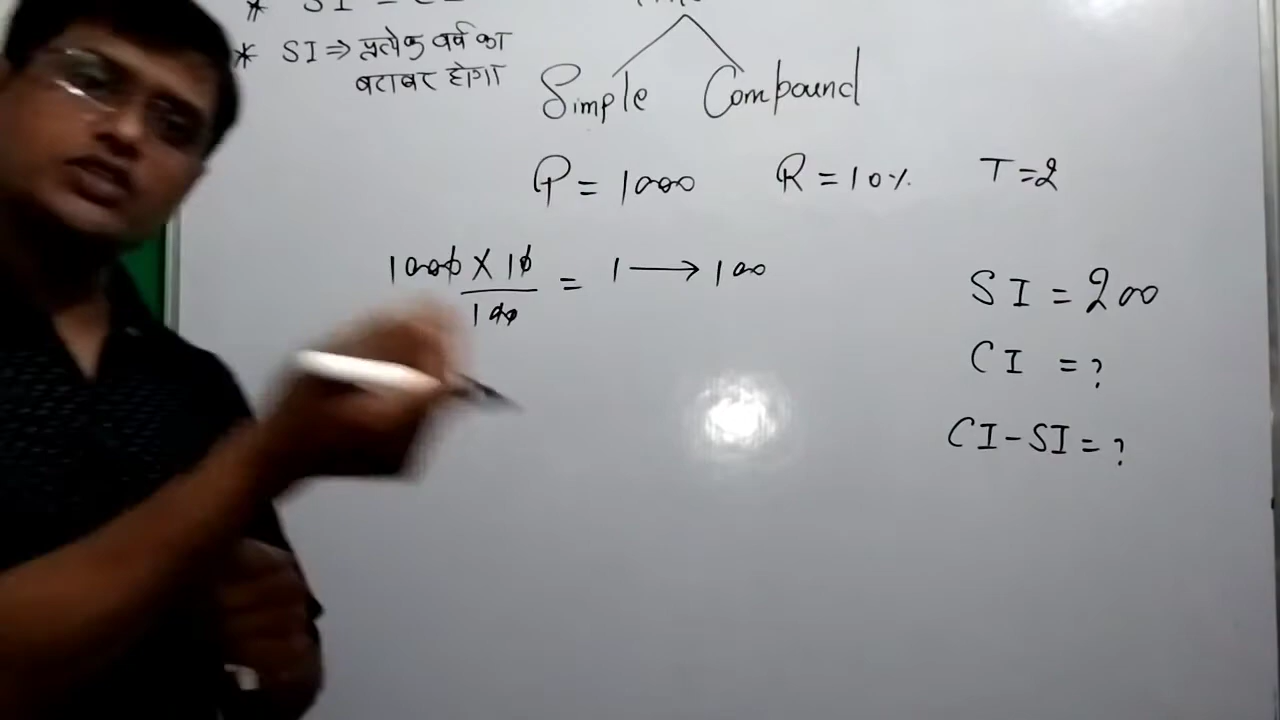 * SI =
* SI ⇒ प्रत्येक वर्ष का
बराबर होगा
Simple Compound
P = 1000 R = 10% T = 2
1000 X 10 / 100 = 1 → 100
SI = 200
CI = ?
CI - SI = ?